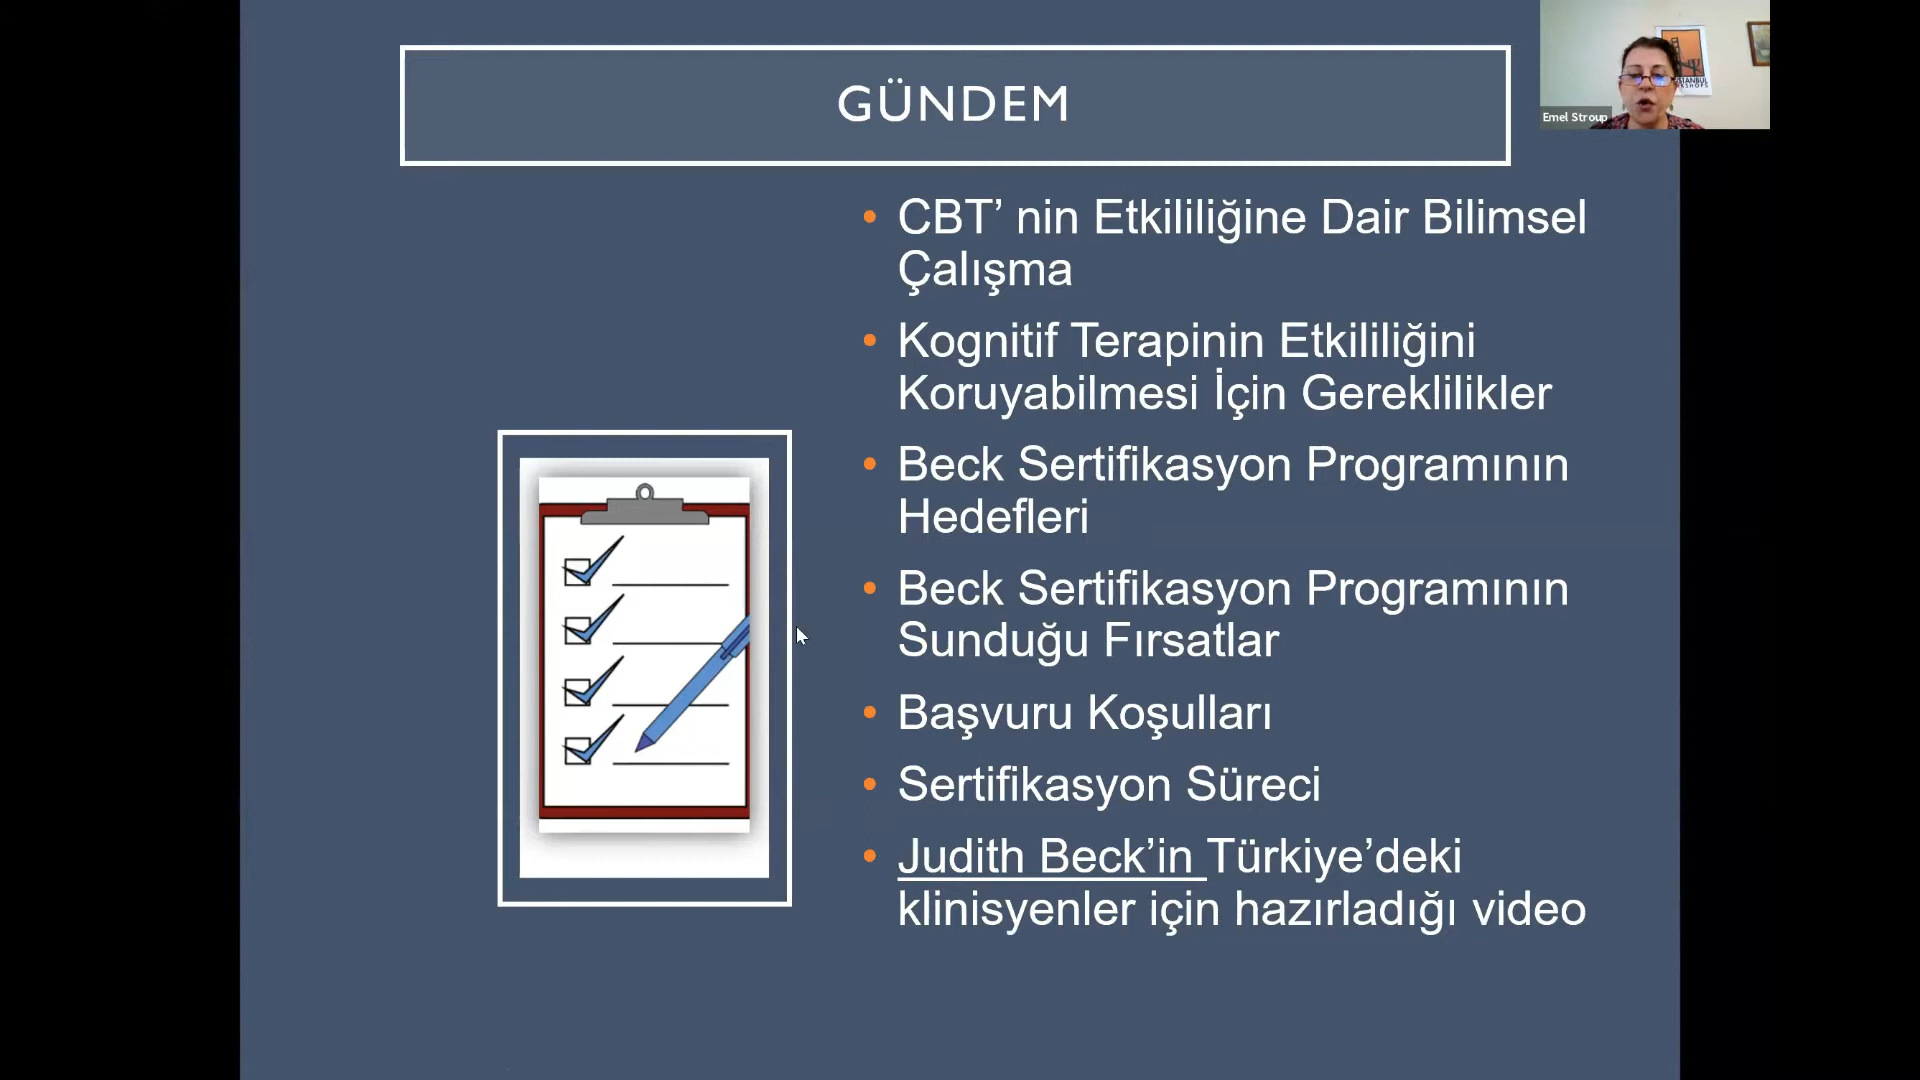 GÜNDEM
CBT’ nin Etkililiğine Dair Bilimsel
Çalışma
Kognitif Terapinin Etkililiğini
Koruyabilmesi İçin Gereklilikler
Beck Sertifikasyon Programının
Hedefleri
Beck Sertifikasyon Programının
Sunduğu Fırsatlar
Başvuru Koşulları
Sertifikasyon Süreci
Judith Beck’in Türkiye’deki
klinisyenler için hazırladığı video
Emel Stroup